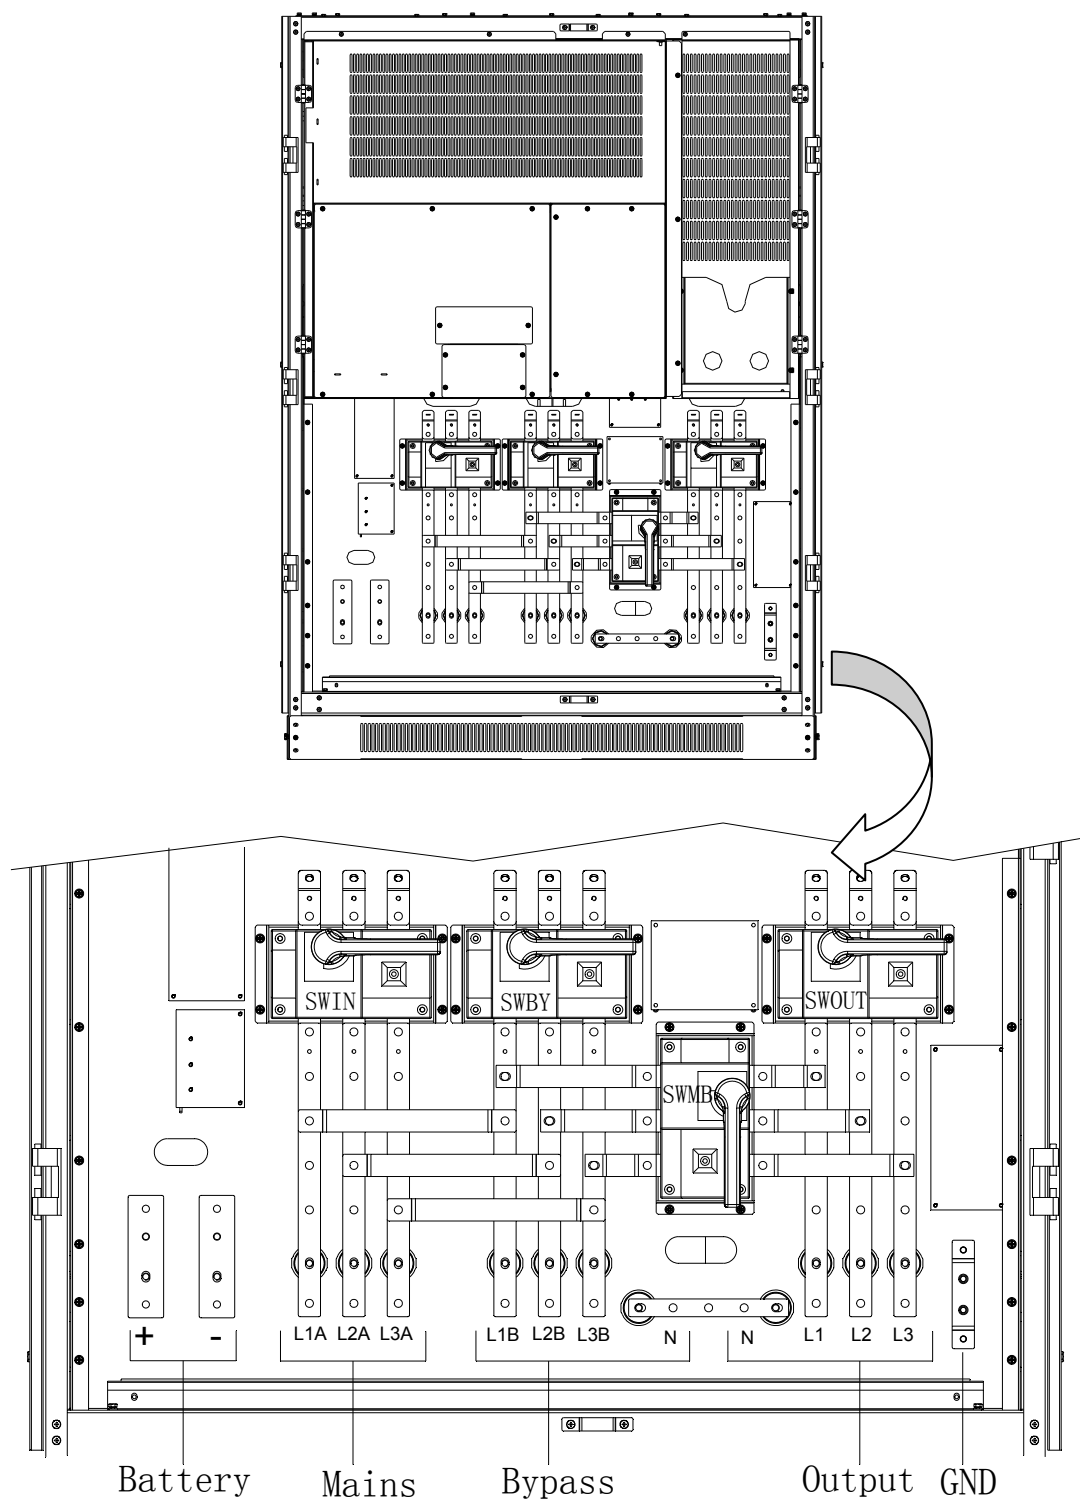 SWIN SWBY SWOUT
SWMB
+ - L1A L2A L3A L1B L2B L3B N N L1 L2 L3
Battery Mains Bypass Output GND